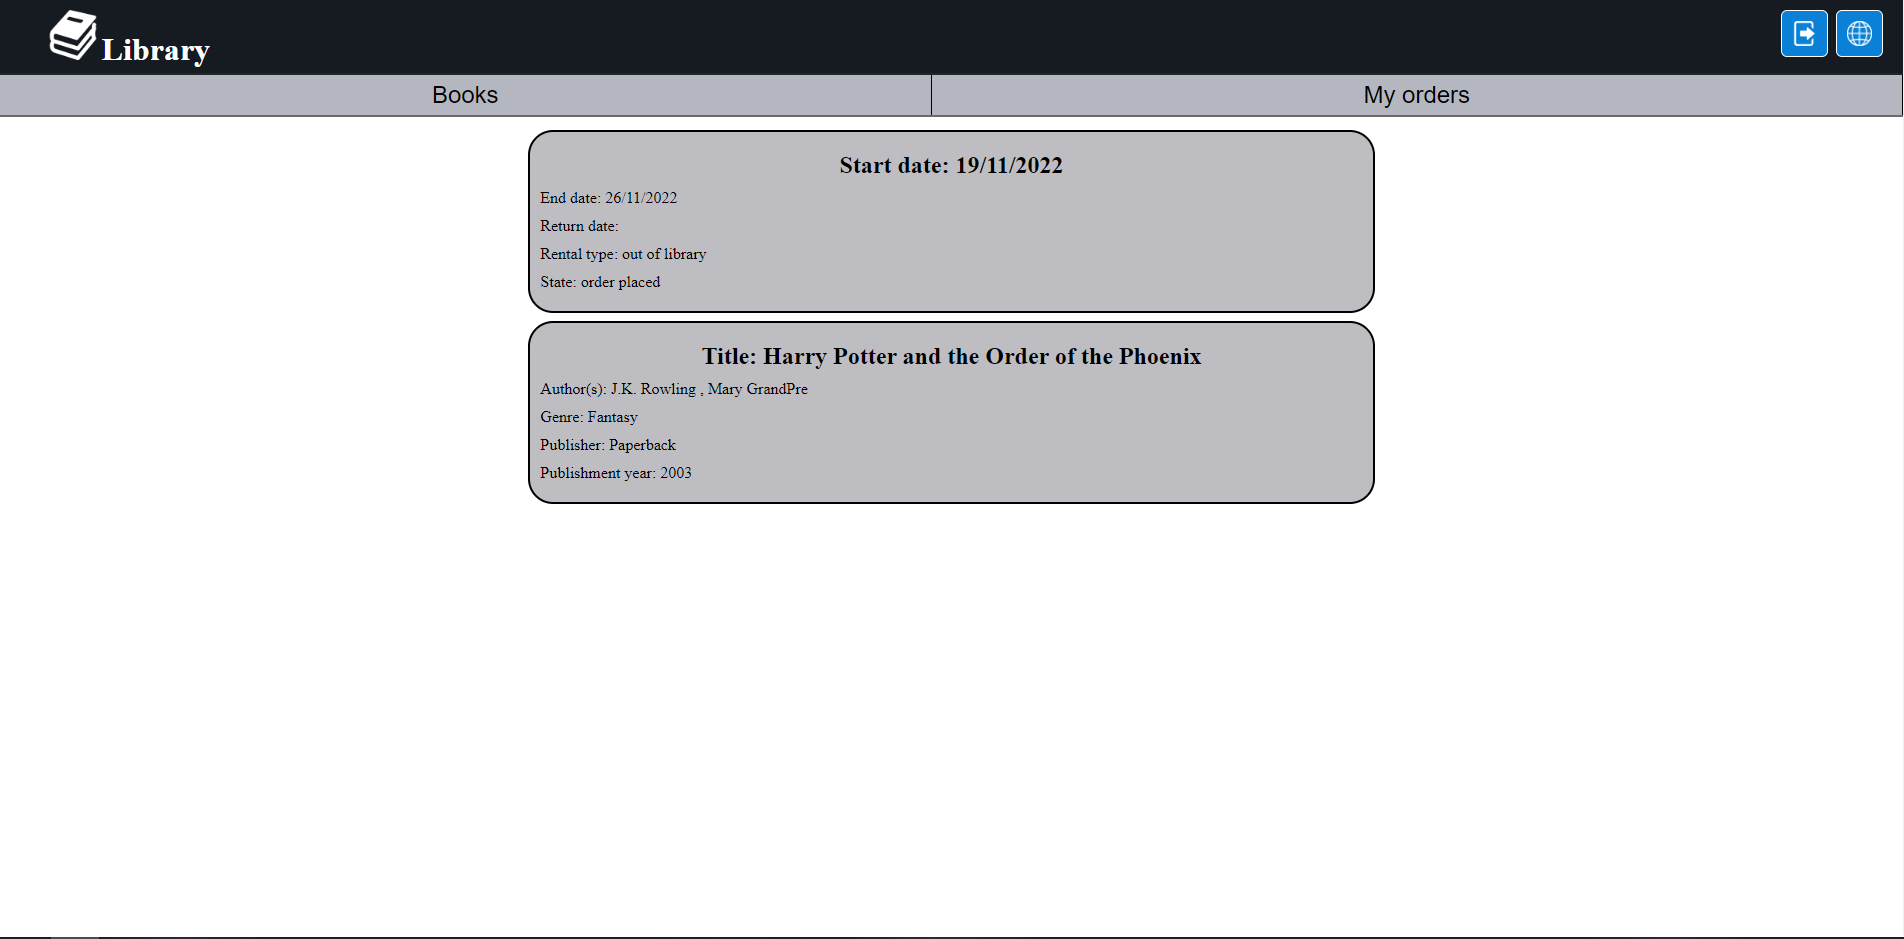 Library
Books
My orders
Start date: 19/11/2022
End date: 26/11/2022
Return date:
Rental type: out of library
State: order placed
Title: Harry Potter and the Order of the Phoenix
Author(s): J.K. Rowling , Mary GrandPre
Genre: Fantasy
Publisher: Paperback
Publishment year: 2003